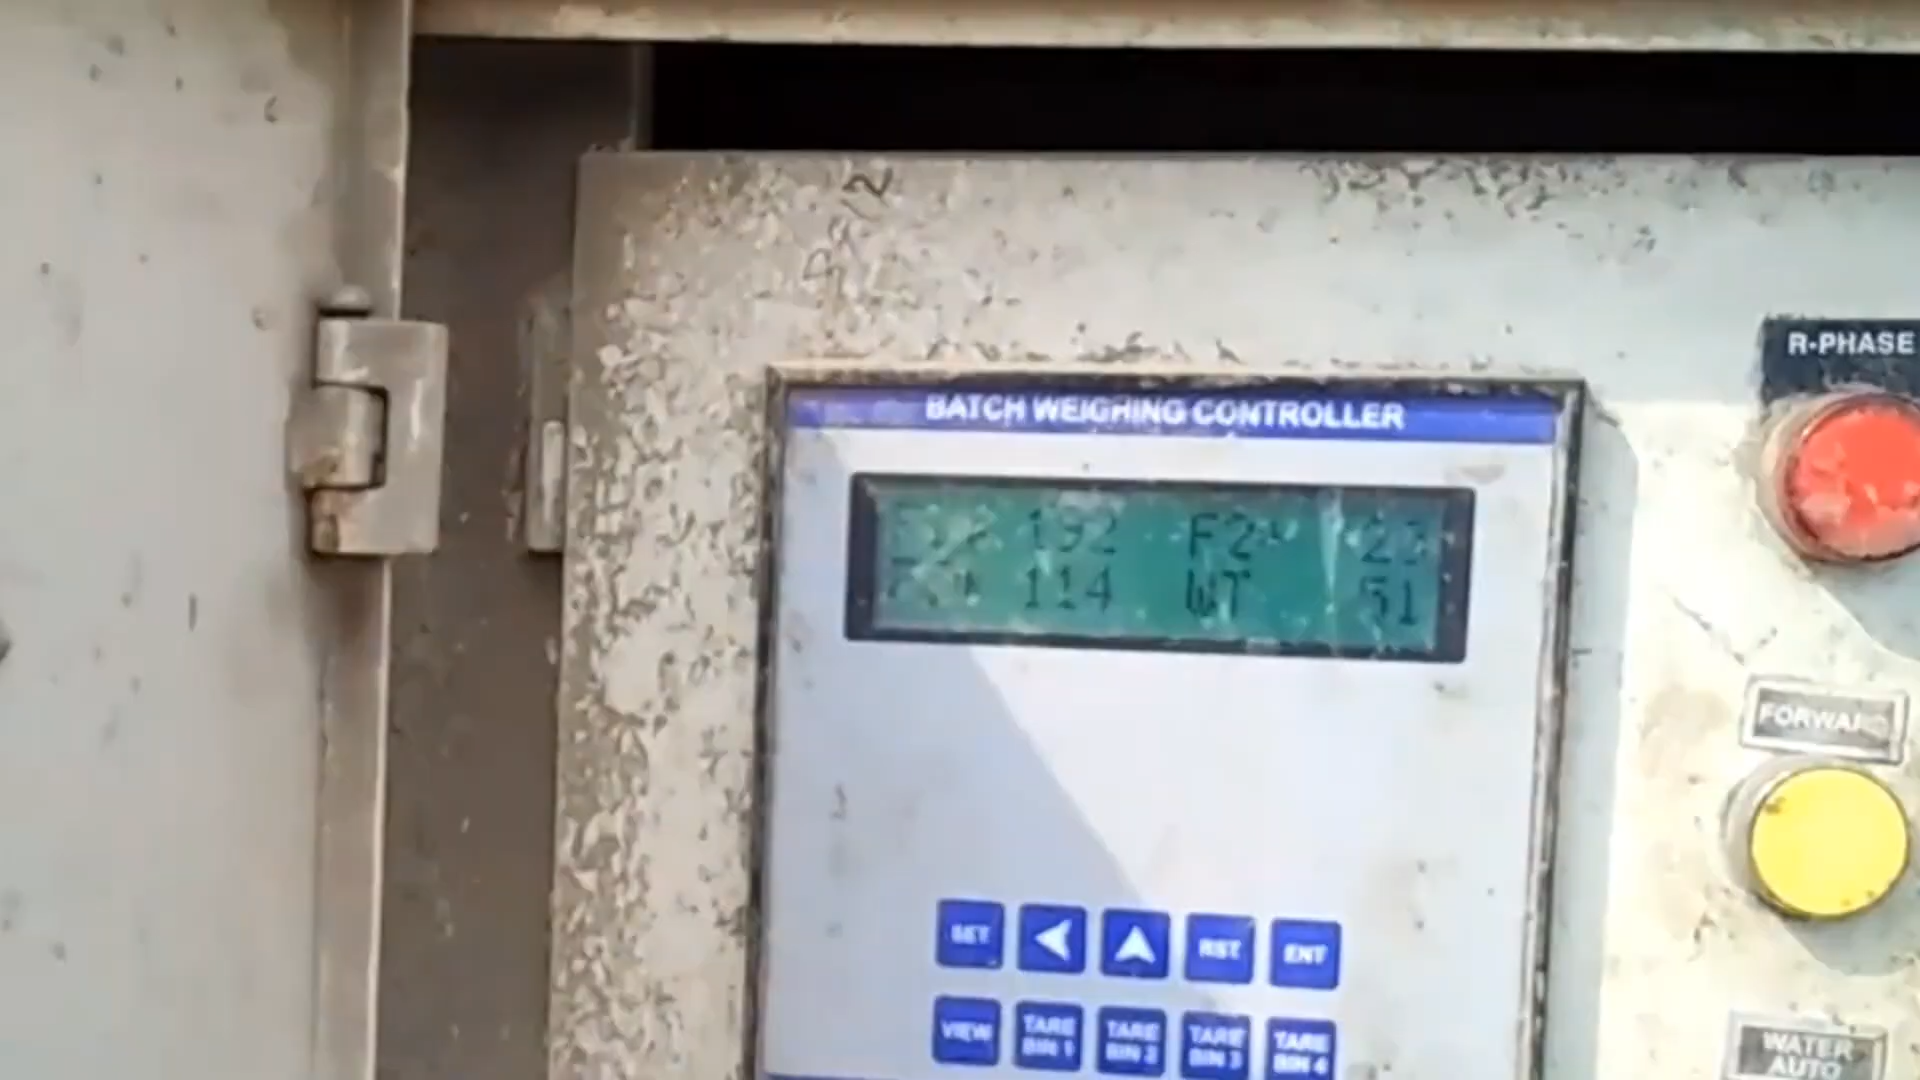 R-PHASE
BATCH WEIGHING CONTROLLER
192 F2
114 WT 51
FORWARD
SET RST ENT
VIEW TARE BIN 1 TARE BIN 2 TARE BIN 3 TARE BIN 4
WATER
AUTO